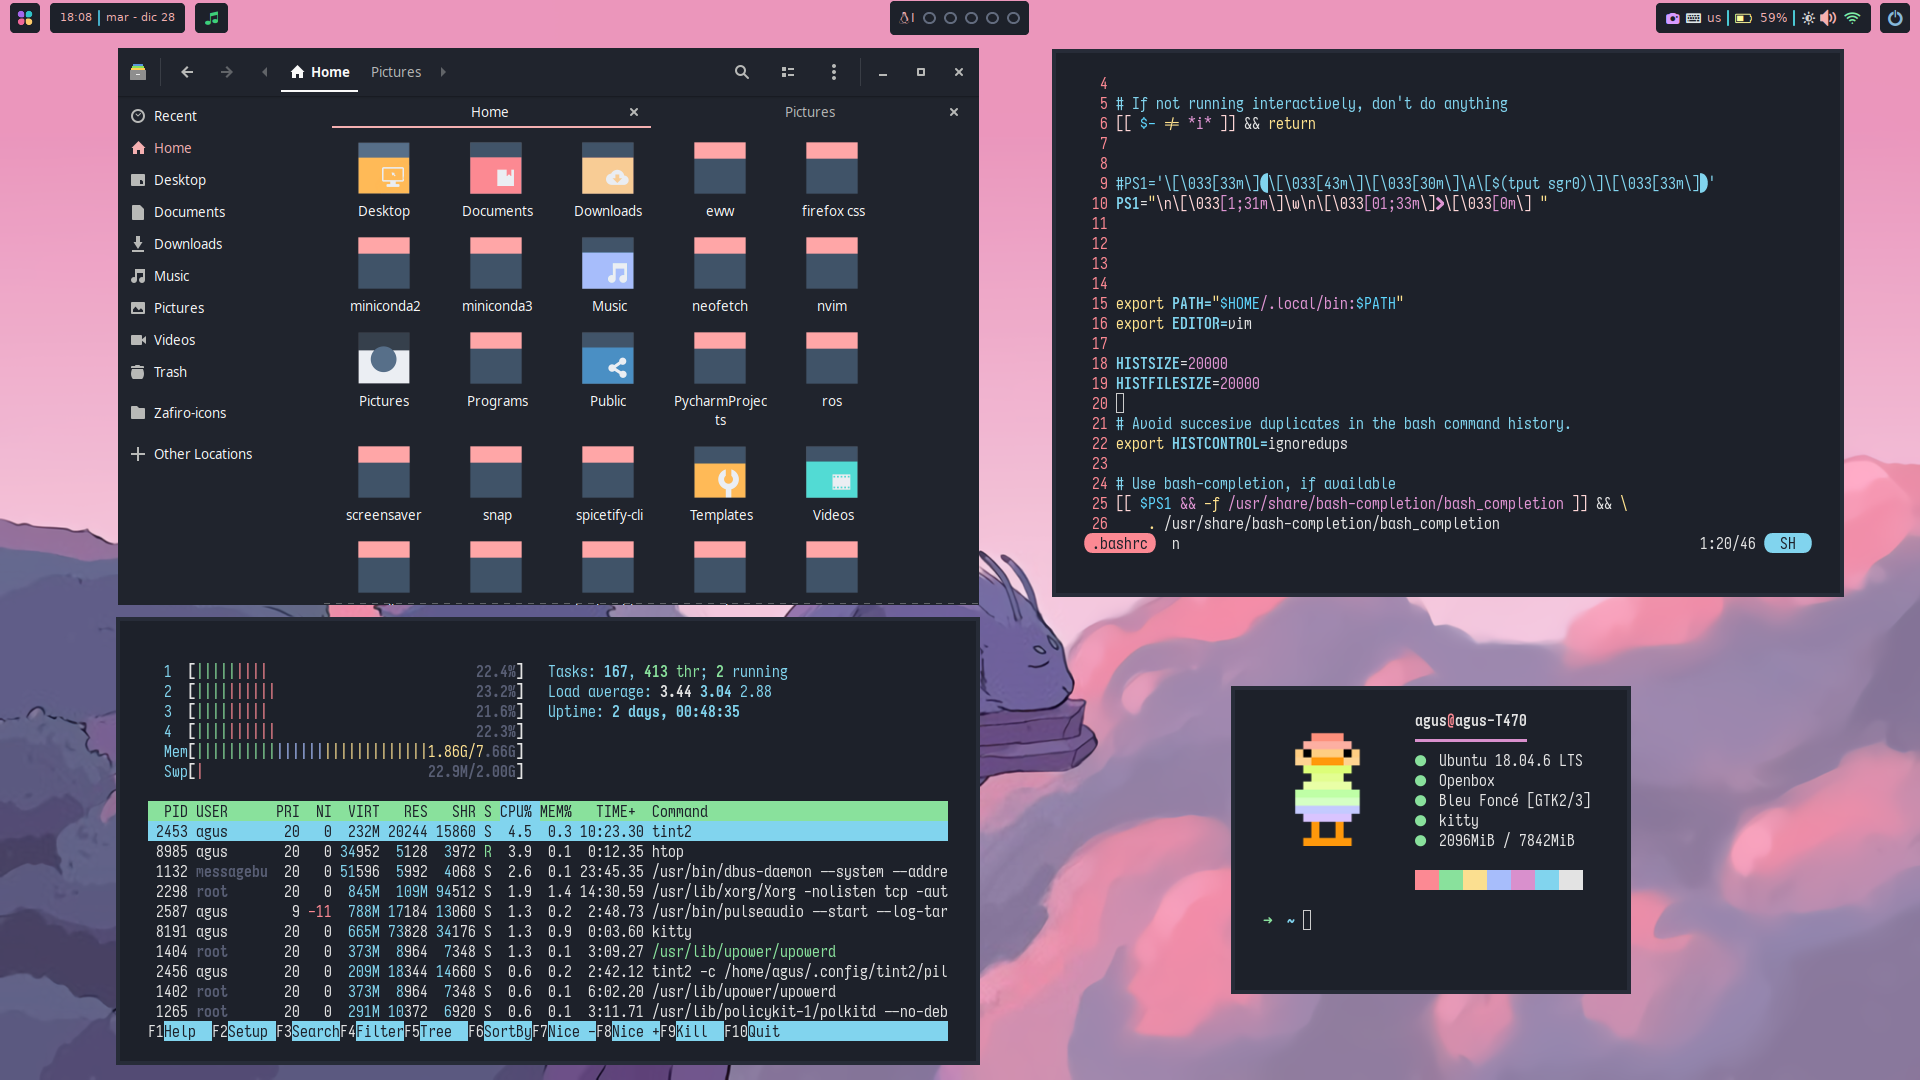 18:08 | mar - dic 28
us
59%
Home
Pictures
Recent
Home
Desktop
Documents
Downloads
Music
Pictures
Videos
Trash
Zafiro-icons
Other Locations
Home
Pictures
Desktop
Documents
Downloads
eww
firefox css
miniconda2
miniconda3
Music
neofetch
nvim
Pictures
Programs
Public
PycharmProjec
ts
ros
screensaver
snap
spicetify-cli
Templates
Videos
4
5 # If not running interactively, don't do anything
6 [[ $- != *i* ]] && return
7
8
9 #PS1='\[\033[33m\]\[\033[43m\]\[\033[30m\]\A\[$(tput sgr0)\]\[\033[33m\]'
10 PS1="\n\[\033[1;31m\]\w\n\[\033[01;33m\]❯\[\033[0m\] "
11
12
13
14
15 export PATH="$HOME/.local/bin:$PATH"
16 export EDITOR=vim
17
18 HISTSIZE=20000
19 HISTFILESIZE=20000
20
21 # Avoid succesive duplicates in the bash command history.
22 export HISTCONTROL=ignoredups
23
24 # Use bash-completion, if available
25 [[ $PS1 && -f /usr/share/bash-completion/bash_completion ]] && \
26     . /usr/share/bash-completion/bash_completion
.bashrc n 1:20/46 SH
1 [|||||||||22.4%]
2 [||||||||||23.2%]
3 [|||||||||21.6%]
4 [||||||||||22.3%]
Mem[|||||||||||||||||||||||||||||1.86G/7.66G]
Swp[|22.9M/2.00G]
Tasks: 167, 413 thr; 2 running
Load average: 3.44 3.04 2.88
Uptime: 2 days, 00:48:35
PID USER PRI NI VIRT RES SHR S CPU% MEM% TIME+ Command
2453 agus 20 0 232M 20244 15860 S 4.5 0.3 10:23.30 tint2
8985 agus 20 0 34952 5128 3972 R 3.9 0.1 0:12.35 htop
1132 messagebu 20 0 51596 5992 4068 S 2.6 0.1 23:45.35 /usr/bin/dbus-daemon --system --addre
2298 root 20 0 845M 109M 94512 S 1.9 1.4 14:30.59 /usr/lib/xorg/Xorg -nolisten tcp -aut
2587 agus 9 -11 788M 17184 13060 S 1.3 0.2 2:48.73 /usr/bin/pulseaudio --start --log-tar
8191 agus 20 0 665M 73828 34176 S 1.3 0.9 0:03.60 kitty
1404 root 20 0 373M 8964 7348 S 1.3 0.1 3:09.27 /usr/lib/upower/upowerd
2456 agus 20 0 209M 18344 14660 S 0.6 0.2 2:42.12 tint2 -c /home/agus/.config/tint2/pil
1402 root 20 0 373M 8964 7348 S 0.6 0.1 6:02.20 /usr/lib/upower/upowerd
1265 root 20 0 291M 10372 6920 S 0.6 0.1 3:11.71 /usr/lib/policykit-1/polkitd --no-deb
F1Help F2Setup F3SearchF4FilterF5Tree F6SortByF7Nice -F8Nice +F9Kill F10Quit
agus@agus-T470
Ubuntu 18.04.6 LTS
Openbox
Bleu Foncé [GTK2/3]
kitty
2096MiB / 7842MiB
➜ ~